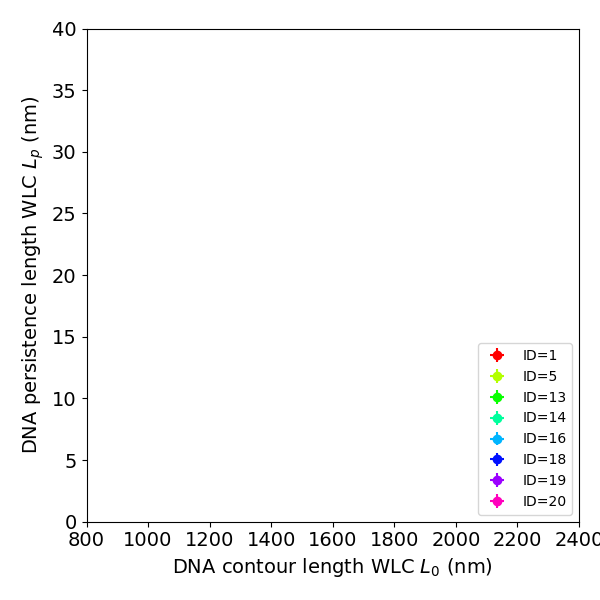 40
35
30
25
20
15
10
5
0
DNA persistence length WLC Lₚ (nm)
ID=1
ID=5
ID=13
ID=14
ID=16
ID=18
ID=19
ID=20
800 1000 1200 1400 1600 1800 2000 2200 2400
DNA contour length WLC L₀ (nm)